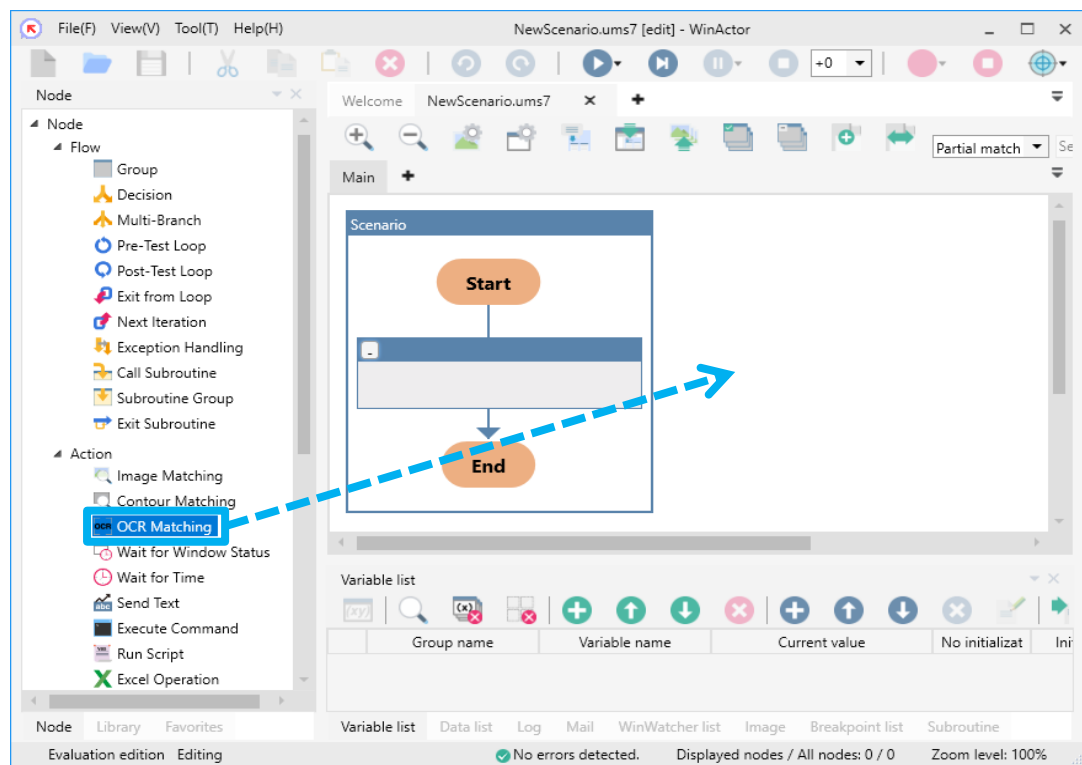 File(F) View(V) Tool(T) Help(H) NewScenario.ums7 [edit] - WinActor
+0
Node
Welcome NewScenario.ums7
Node
Flow
Group
Decision
Multi-Branch
Pre-Test Loop
Post-Test Loop
Exit from Loop
Next Iteration
Exception Handling
Call Subroutine
Subroutine Group
Exit Subroutine
Action
Image Matching
Contour Matching
OCR OCR Matching
Wait for Window Status
Wait for Time
abc Send Text
Execute Command
Run Script
Excel Operation
Partial match Se
Main
Scenario
Start
-
End
Variable list
(xy) (x)
Group name Variable name Current value No initializat Ini
Node Library Favorites
Variable list Data list Log Mail WinWatcher list Image Breakpoint list Subroutine
Evaluation edition Editing No errors detected. Displayed nodes / All nodes: 0 / 0 Zoom level: 100%